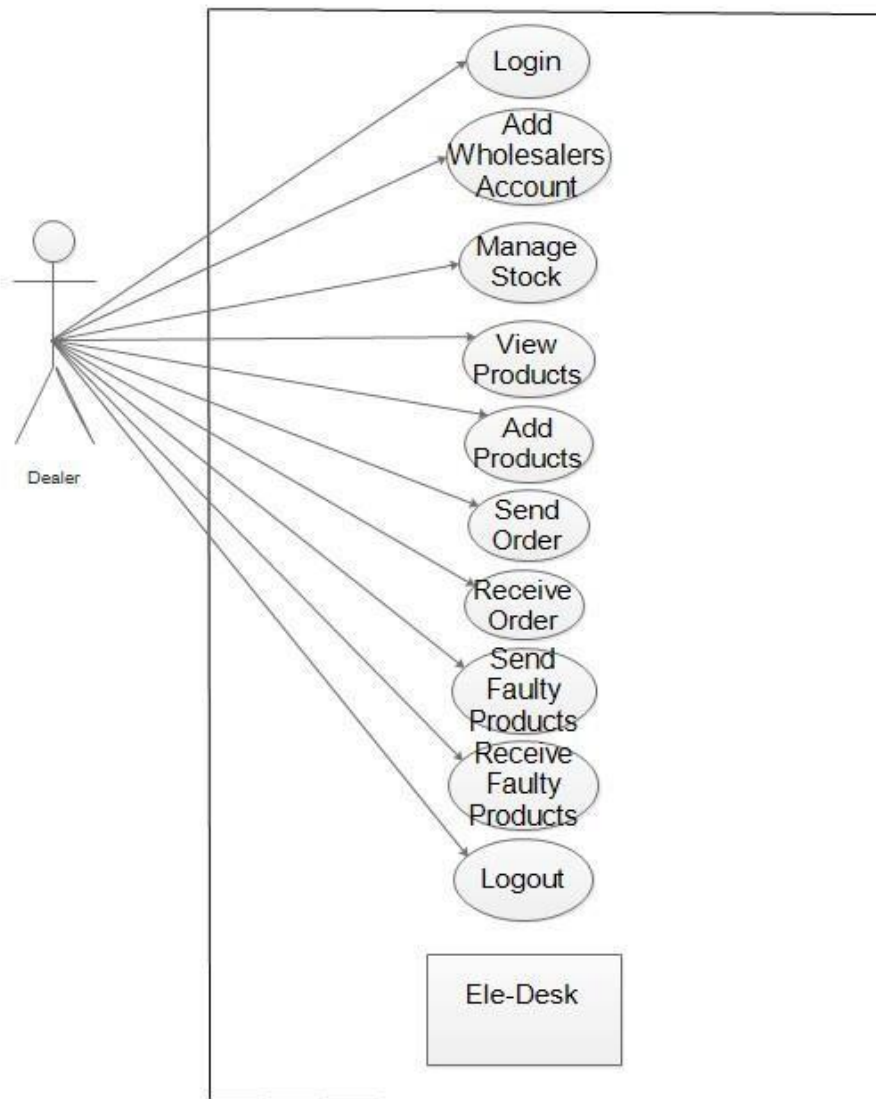 Login
Add
Wholesalers
Account
Manage
Stock
View
Products
Add
Products
Send
Order
Receive
Order
Send
Faulty
Products
Receive
Faulty
Products
Logout
Dealer
Ele-Desk